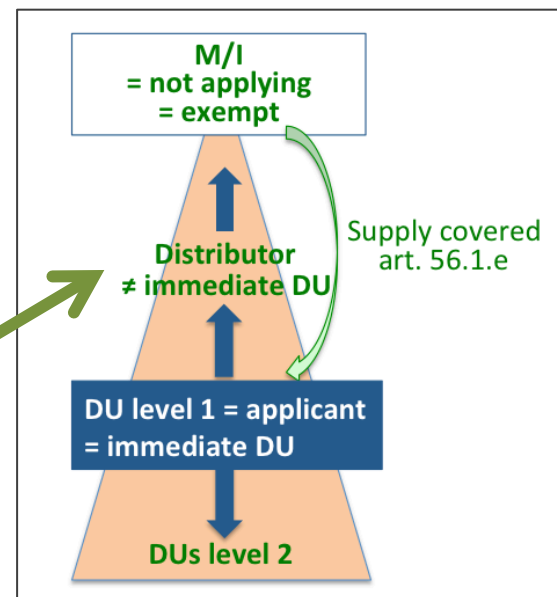 M/I
= not applying
= exempt
Supply covered
art. 56.1.e
Distributor
≠ immediate DU
DU level 1 = applicant
= immediate DU
DUs level 2